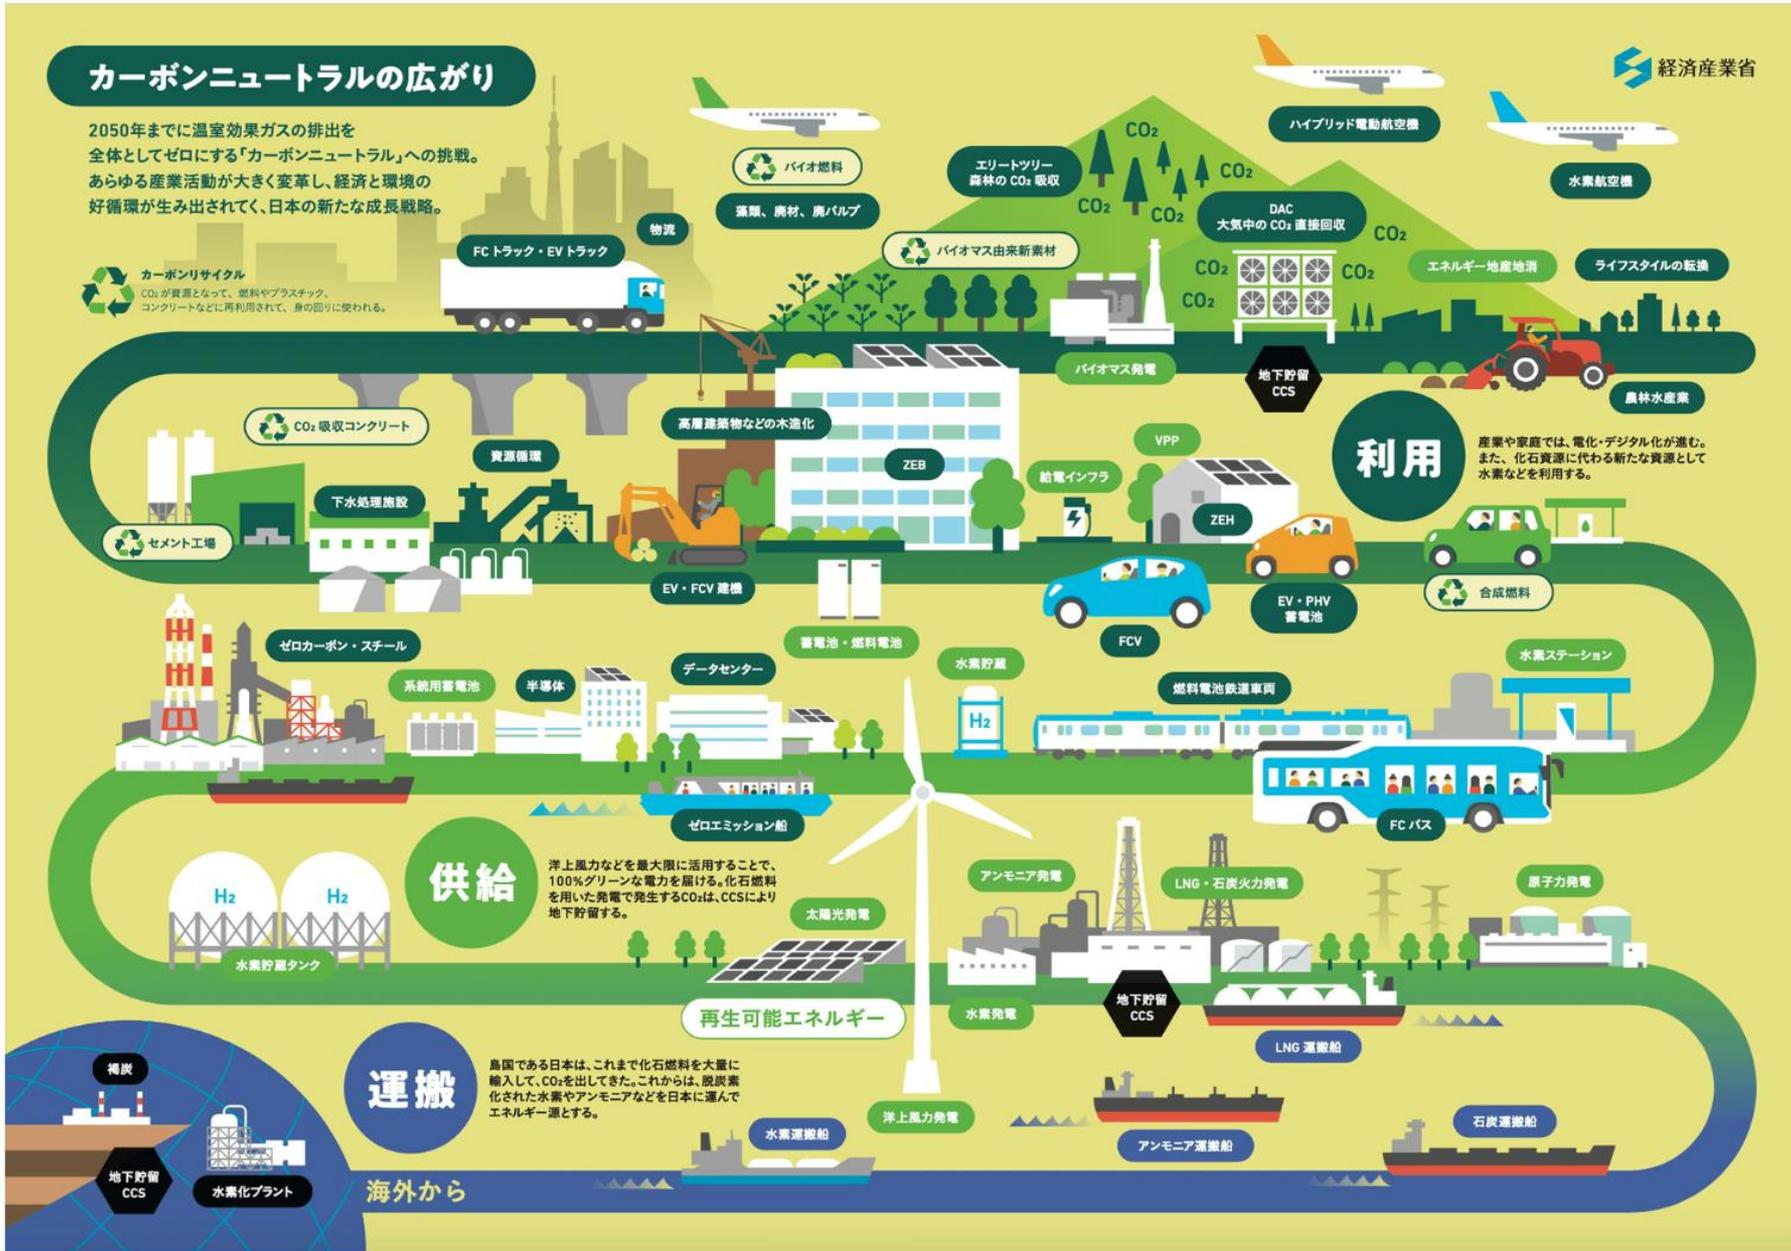 カーボンニュートラルの広がり
2050年までに温室効果ガスの排出を
全体としてゼロにする「カーボンニュートラル」への挑戦。
あらゆる産業活動が大きく変革し、経済と環境の
好循環が生み出されてく、日本の新たな成長戦略。
経済産業省
カーボンリサイクル
CO₂が資源となって、燃料やプラスチック、
コンクリートなどに再利用されて、身の回りに使われる。
FCトラック・EVトラック
物流
バイオ燃料
藻類、廃材、廃パルプ
エリートツリー
森林のCO₂吸収
CO₂
CO₂
CO₂
CO₂
ハイブリッド電動航空機
水素航空機
バイオマス由来新素材
DAC
大気中のCO₂直接回収
CO₂
CO₂
CO₂
CO₂
エネルギー地産地消
ライフスタイルの転換
バイオマス発電
地下貯留
CCS
農林水産業
利用
産業や家庭では、電化・デジタル化が進む。
また、化石資源に代わる新たな資源として
水素などを利用する。
CO₂吸収コンクリート
資源循環
高層建築物などの木造化
ZEB
給電インフラ
VPP
ZEH
セメント工場
下水処理施設
EV・FCV建機
蓄電池・燃料電池
FCV
EV・PHV
蓄電池
合成燃料
ゼロカーボン・スチール
系統用蓄電池
半導体
データセンター
水素貯蔵
H₂
燃料電池鉄道車両
水素ステーション
ゼロエミッション船
FCバス
供給
洋上風力などを最大限に活用することで、
100%グリーンな電力を届ける。化石燃料
を用いた発電で発生するCO₂は、CCSにより
地下貯留する。
H₂
H₂
水素貯蔵タンク
太陽光発電
再生可能エネルギー
アンモニア発電
LNG・石炭火力発電
原子力発電
水素発電
地下貯留
CCS
LNG運搬船
運搬
島国である日本は、これまで化石燃料を大量に
輸入して、CO₂を出してきた。これからは、脱炭素
化された水素やアンモニアなどを日本に運んで
エネルギー源とする。
褐炭
地下貯留
CCS
水素化プラント
海外から
水素運搬船
洋上風力発電
アンモニア運搬船
石炭運搬船